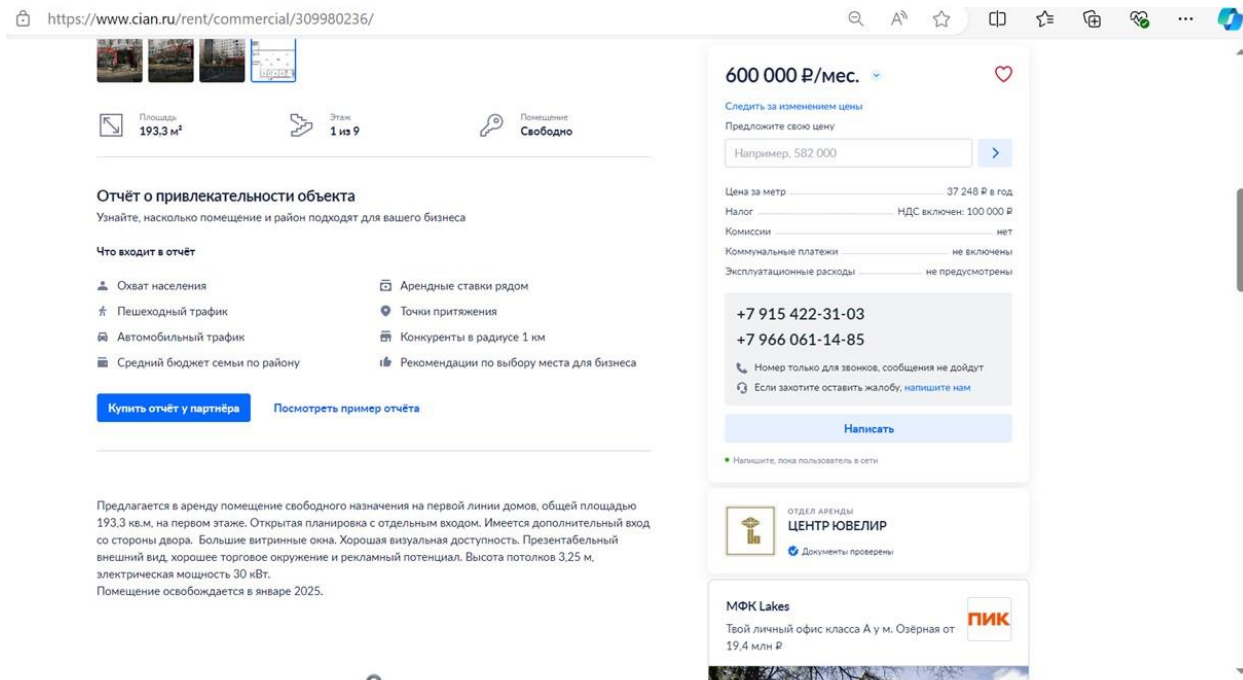 https://www.cian.ru/rent/commercial/309980236/
Площадь
193,3 м²
Этаж
1 из 9
Помещение
Свободно
Отчёт о привлекательности объекта
Узнайте, насколько помещение и район подходят для вашего бизнеса
Что входит в отчёт
Охват населения
Пешеходный трафик
Автомобильный трафик
Средний бюджет семьи по району
Арендные ставки рядом
Точки притяжения
Конкуренты в радиусе 1 км
Рекомендации по выбору места для бизнеса
Купить отчёт у партнёра
Посмотреть пример отчёта
Предлагается в аренду помещение свободного назначения на первой линии домов, общей площадью
193,3 кв.м, на первом этаже. Открытая планировка с отдельным входом. Имеется дополнительный вход
со стороны двора. Большие витринные окна. Хорошая визуальная доступность. Презентабельный
внешний вид, хорошее торговое окружение и рекламный потенциал. Высота потолков 3,25 м,
электрическая мощность 30 кВт.
Помещение освобождается в январе 2025.
600 000 ₽/мес.
Следить за изменением цены
Предложите свою цену
Например, 582 000
Цена за метр 37 248 ₽ в год
Налог НДС включен: 100 000 ₽
Комиссии нет
Коммунальные платежи не включены
Эксплуатационные расходы не предусмотрены
+7 915 422-31-03
+7 966 061-14-85
Номер только для звонков, сообщения не дойдут
Если захотите оставить жалобу, напишите нам
Написать
Напишите, пока пользователь в сети
ОТДЕЛ АРЕНДЫ
ЦЕНТР ЮВЕЛИР
Документы проверены
МФК Lakes
Твой личный офис класса А у м. Озёрная от
19,4 млн ₽
ПИК